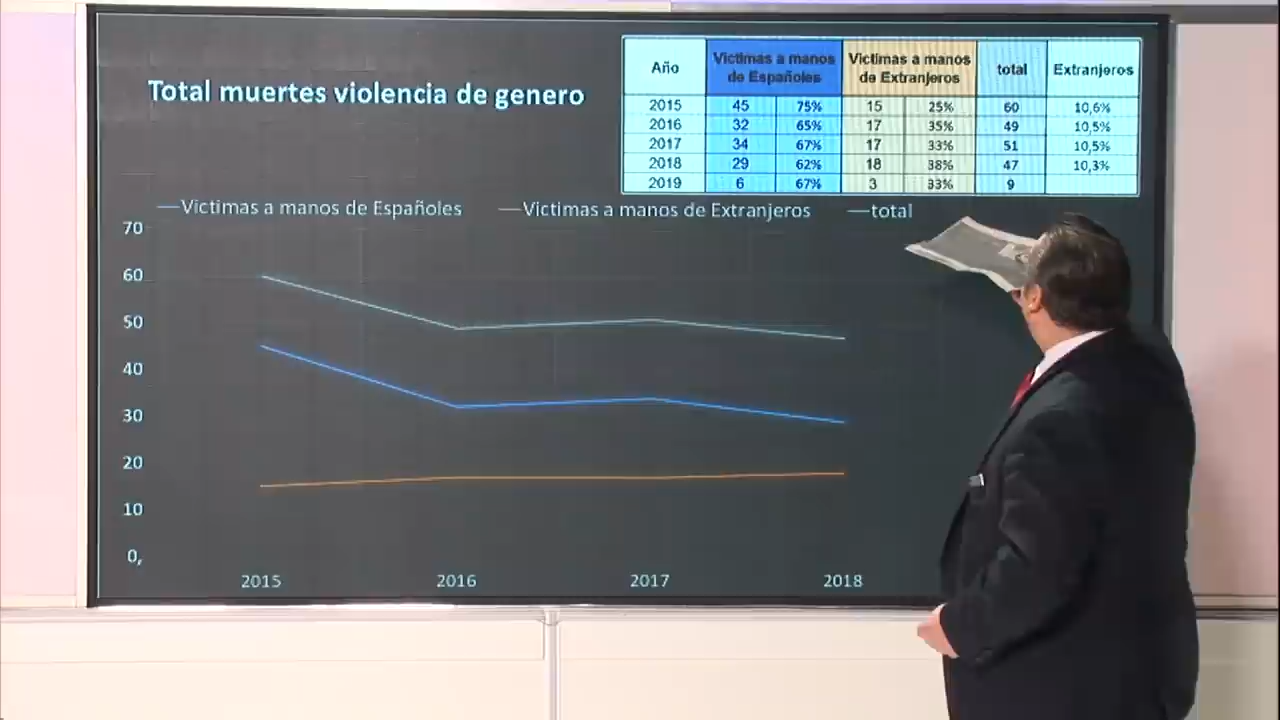 Total muertes violencia de genero
Año Victimas a manos de Españoles Victimas a manos de Extranjeros total Extranjeros
2015 45 75% 15 25% 60 10,6%
2016 32 65% 17 35% 49 10,5%
2017 34 67% 17 33% 51 10,5%
2018 29 62% 18 38% 47 10,3%
2019 6 67% 3 33% 9
Victimas a manos de Españoles Victimas a manos de Extranjeros total
70
60
50
40
30
20
10
0,
2015 2016 2017 2018